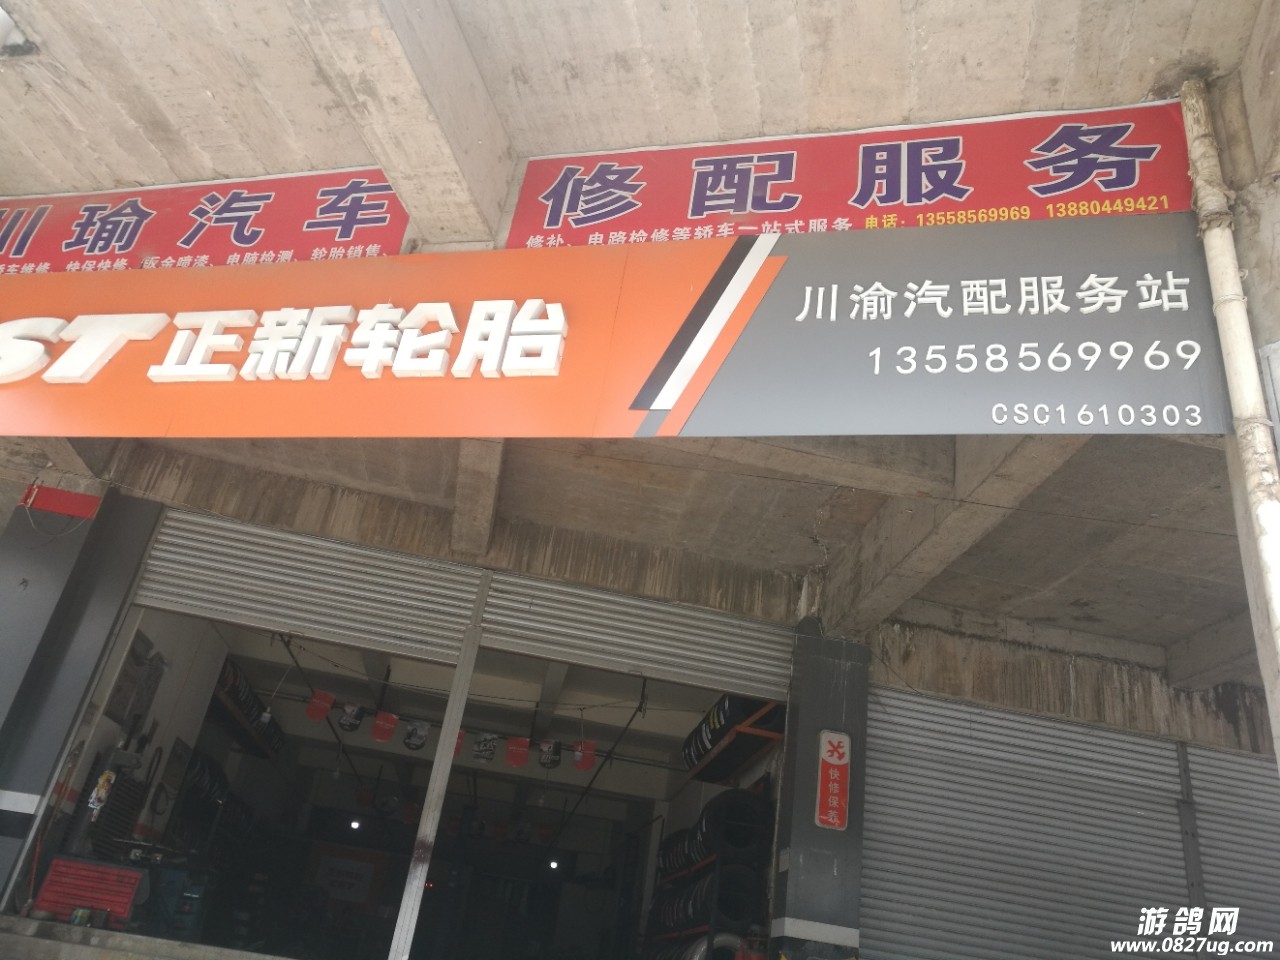 川瑜汽车 修配服务
轿车维修、快保快修、钣金喷漆、电脑检测、轮胎销售、
修补、电路检修等轿车一站式服务 电话：13558569969 13880449421
ST正新轮胎
川渝汽配服务站
13558569969
CSC1610303
快修保养
游鸽网
www.0827ug.com